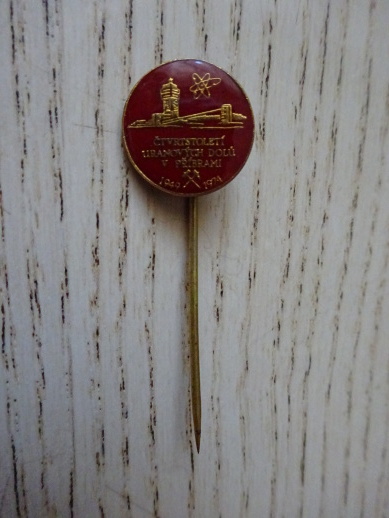 ČTVRTSTOLETÍ
URANOVÝCH DOLŮ
V PŘÍBRAMI
1949 1974